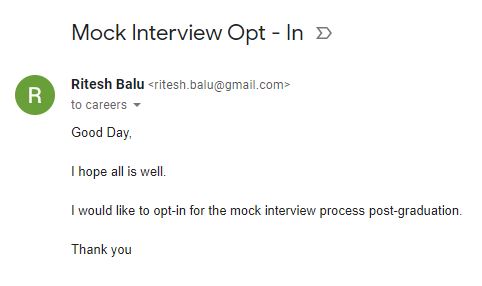 Mock Interview Opt - In
R
Ritesh Balu <ritesh.balu@gmail.com>
to careers
Good Day,
I hope all is well.
I would like to opt-in for the mock interview process post-graduation.
Thank you